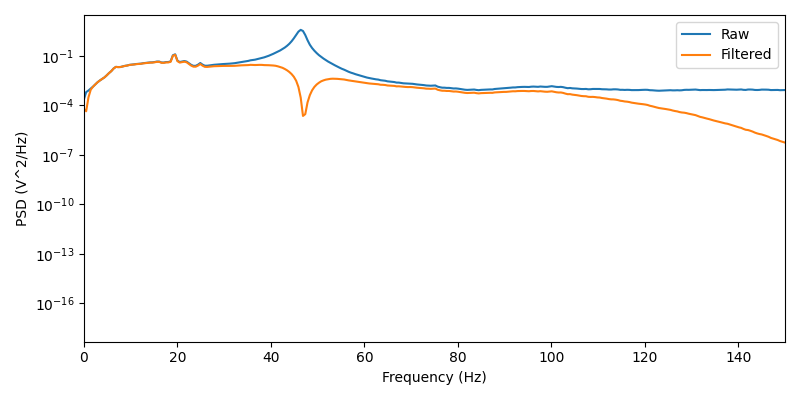 Raw
Filtered
10^{-1}
10^{-4}
10^{-7}
10^{-10}
10^{-13}
10^{-16}
PSD (V^2/Hz)
0 20 40 60 80 100 120 140
Frequency (Hz)